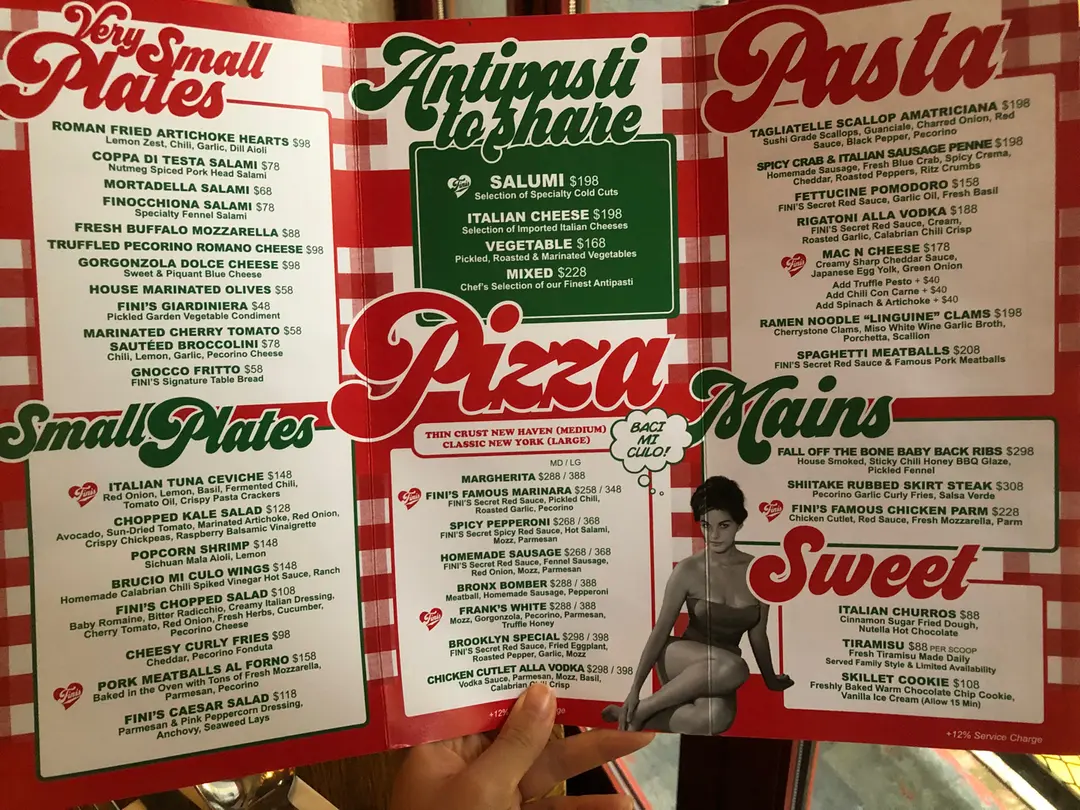 Very Small
Plates
ROMAN FRIED ARTICHOKE HEARTS $98
Lemon Zest, Chili, Garlic, Dill Aioli
COPPA DI TESTA SALAMI $78
Nutmeg Spiced Pork Head Salami
MORTADELLA SALAMI $68
FINOCCHIONA SALAMI $78
Specialty Fennel Salami
FRESH BUFFALO MOZZARELLA $88
TRUFFLED PECORINO ROMANO CHEESE $98
GORGONZOLA DOLCE CHEESE $98
Sweet & Piquant Blue Cheese
HOUSE MARINATED OLIVES $58
FINI'S GIARDINIERA $48
Pickled Garden Vegetable Condiment
MARINATED CHERRY TOMATO $58
SAUTÉED BROCCOLINI $78
Chili, Lemon, Garlic, Pecorino Cheese
GNOCCO FRITTO $58
FINI'S Signature Table Bread
Small Plates
Fini's
ITALIAN TUNA CEVICHE $148
Red Onion, Lemon, Basil, Fermented Chili,
Tomato Oil, Crispy Pasta Crackers
CHOPPED KALE SALAD $128
Avocado, Sun-Dried Tomato, Marinated Artichoke, Red Onion,
Crispy Chickpeas, Raspberry Balsamic Vinaigrette
POPCORN SHRIMP $148
Sichuan Mala Aioli, Lemon
BRUCIO MI CULO WINGS $148
Homemade Calabrian Chili Spiked Vinegar Hot Sauce, Ranch
FINI'S CHOPPED SALAD $108
Baby Romaine, Bitter Radicchio, Creamy Italian Dressing,
Cherry Tomato, Red Onion, Fresh Herbs, Cucumber,
Pecorino Cheese
CHEESY CURLY FRIES $98
Cheddar, Pecorino Fonduta
Fini's
PORK MEATBALLS AL FORNO $158
Baked in the Oven with Tons of Fresh Mozzarella,
Parmesan, Pecorino
FINI'S CAESAR SALAD $118
Parmesan & Pink Peppercorn Dressing,
Anchovy, Seaweed Lays
Antipasti
to share
Fini's
SALUMI $198
Selection of Specialty Cold Cuts
ITALIAN CHEESE $198
Selection of Imported Italian Cheeses
VEGETABLE $168
Pickled, Roasted & Marinated Vegetables
MIXED $228
Chef's Selection of our Finest Antipasti
Pizza
THIN CRUST NEW HAVEN (MEDIUM)
CLASSIC NEW YORK (LARGE)
BACI
MI
CULO!
MD / LG
MARGHERITA $288 / 388
Fini's
FINI'S FAMOUS MARINARA $258 / 348
FINI'S Secret Red Sauce, Pickled Chili,
Roasted Garlic, Pecorino
SPICY PEPPERONI $268 / 368
FINI'S Secret Spicy Red Sauce, Hot Salami,
Mozz, Parmesan
HOMEMADE SAUSAGE $268 / 368
FINI'S Secret Red Sauce, Fennel Sausage,
Red Onion, Mozz, Parmesan
BRONX BOMBER $288 / 388
Meatball, Homemade Sausage, Pepperoni
Fini's
FRANK'S WHITE $288 / 388
Mozz, Gorgonzola, Pecorino, Parmesan,
Truffle Honey
BROOKLYN SPECIAL $298 / 398
FINI'S Secret Red Sauce, Fried Eggplant,
Roasted Pepper, Garlic, Mozz
CHICKEN CUTLET ALLA VODKA $298 / 398
Vodka Sauce, Parmesan, Mozz, Basil,
Calabrian Chili Crisp
Pasta
TAGLIATELLE SCALLOP AMATRICIANA $198
Sushi Grade Scallops, Guanciale, Charred Onion, Red
Sauce, Black Pepper, Pecorino
SPICY CRAB & ITALIAN SAUSAGE PENNE $198
Homemade Sausage, Fresh Blue Crab, Spicy Crema,
Cheddar, Roasted Peppers, Ritz Crumbs
FETTUCINE POMODORO $158
FINI'S Secret Red Sauce, Garlic Oil, Fresh Basil
RIGATONI ALLA VODKA $188
FINI'S Secret Red Sauce, Cream,
Roasted Garlic, Calabrian Chili Crisp
Fini's
MAC N CHEESE $178
Creamy Sharp Cheddar Sauce,
Japanese Egg Yolk, Green Onion
Add Truffle Pesto + $40
Add Chili Con Carne + $40
Add Spinach & Artichoke + $40
RAMEN NOODLE "LINGUINE" CLAMS $198
Cherrystone Clams, Miso White Wine Garlic Broth,
Porchetta, Scallion
SPAGHETTI MEATBALLS $208
FINI'S Secret Red Sauce & Famous Pork Meatballs
Mains
FALL OFF THE BONE BABY BACK RIBS $298
House Smoked, Sticky Chili Honey BBQ Glaze,
Pickled Fennel
SHIITAKE RUBBED SKIRT STEAK $308
Pecorino Garlic Curly Fries, Salsa Verde
Fini's
FINI'S FAMOUS CHICKEN PARM $228
Chicken Cutlet, Red Sauce, Fresh Mozzarella, Parm
Sweet
ITALIAN CHURROS $88
Cinnamon Sugar Fried Dough,
Nutella Hot Chocolate
TIRAMISU $88 PER SCOOP
Fresh Tiramisu Made Daily
Served Family Style & Limited Availability
SKILLET COOKIE $108
Freshly Baked Warm Chocolate Chip Cookie,
Vanilla Ice Cream (Allow 15 Min)
+12% Service Charge